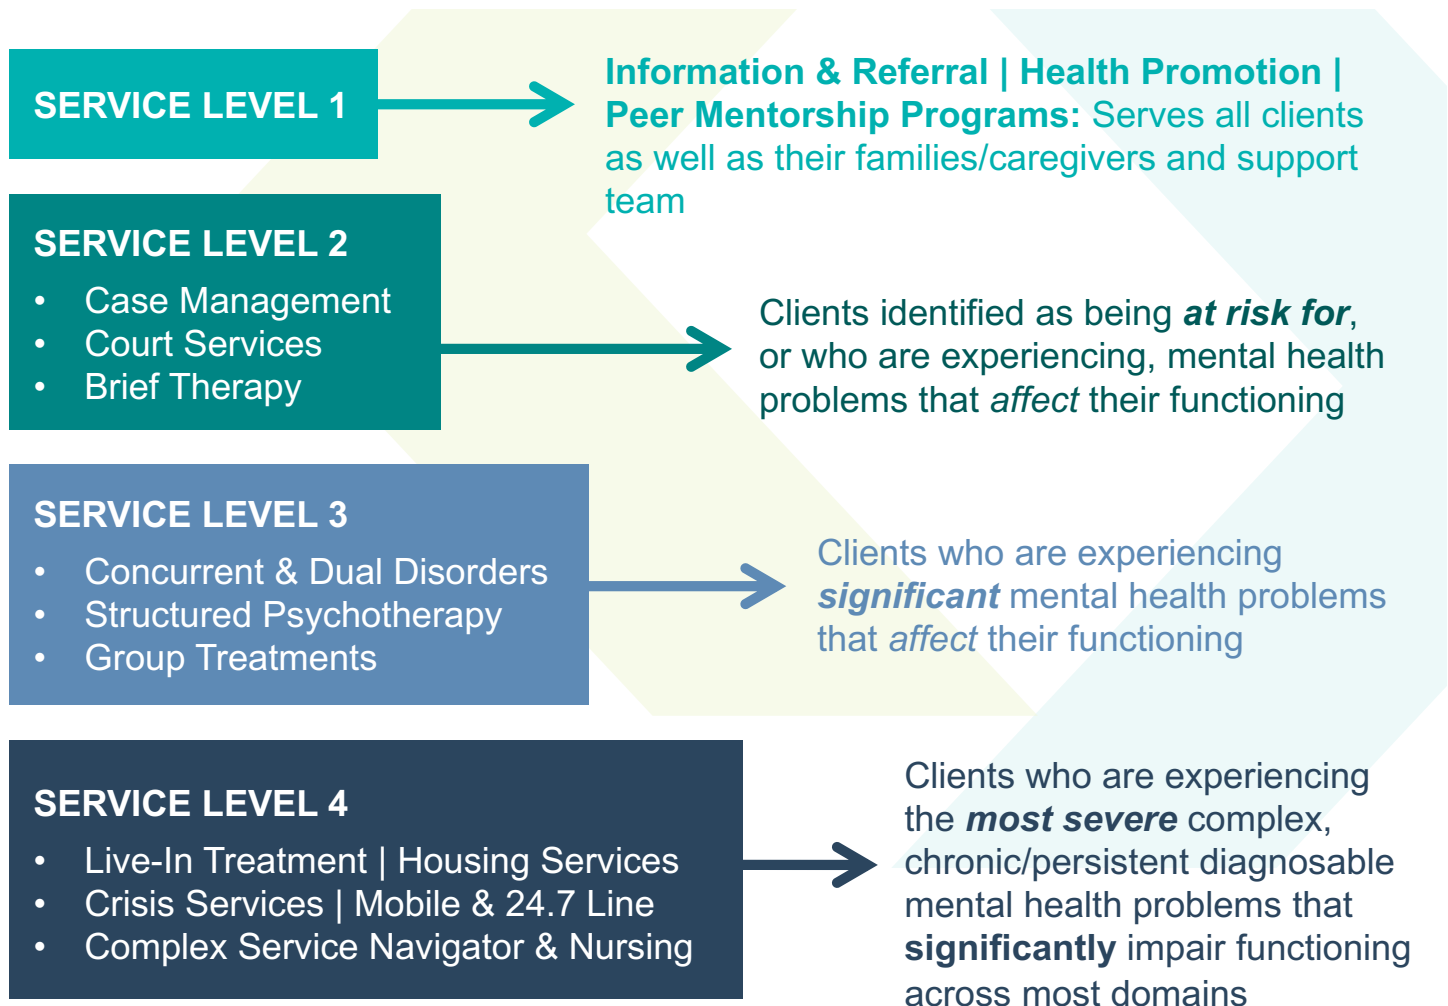 SERVICE LEVEL 1
Information & Referral | Health Promotion |
Peer Mentorship Programs: Serves all clients
as well as their families/caregivers and support
team
SERVICE LEVEL 2
• Case Management
• Court Services
• Brief Therapy
Clients identified as being at risk for,
or who are experiencing, mental health
problems that affect their functioning
SERVICE LEVEL 3
• Concurrent & Dual Disorders
• Structured Psychotherapy
• Group Treatments
Clients who are experiencing
significant mental health problems
that affect their functioning
SERVICE LEVEL 4
• Live-In Treatment | Housing Services
• Crisis Services | Mobile & 24.7 Line
• Complex Service Navigator & Nursing
Clients who are experiencing
the most severe complex,
chronic/persistent diagnosable
mental health problems that
significantly impair functioning
across most domains